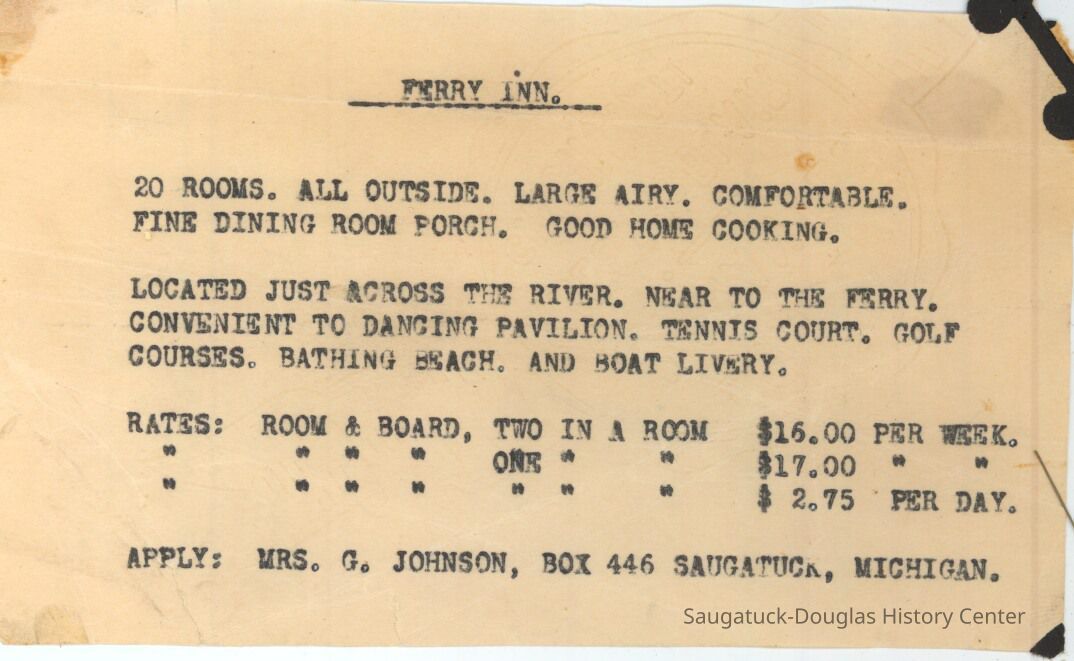 FERRY INN.
20 ROOMS. ALL OUTSIDE. LARGE AIRY. COMFORTABLE.
FINE DINING ROOM PORCH. GOOD HOME COOKING.
LOCATED JUST ACROSS THE RIVER. NEAR TO THE FERRY.
CONVENIENT TO DANCING PAVILION. TENNIS COURT. GOLF
COURSES. BATHING BEACH. AND BOAT LIVERY.
RATES: ROOM & BOARD, TWO IN A ROOM $16.00 PER WEEK.
" " " " ONE " " $17.00 " "
" " " " " " " $ 2.75 PER DAY.
APPLY: MRS. G. JOHNSON, BOX 446 SAUGATUCK, MICHIGAN.
Saugatuck-Douglas History Center